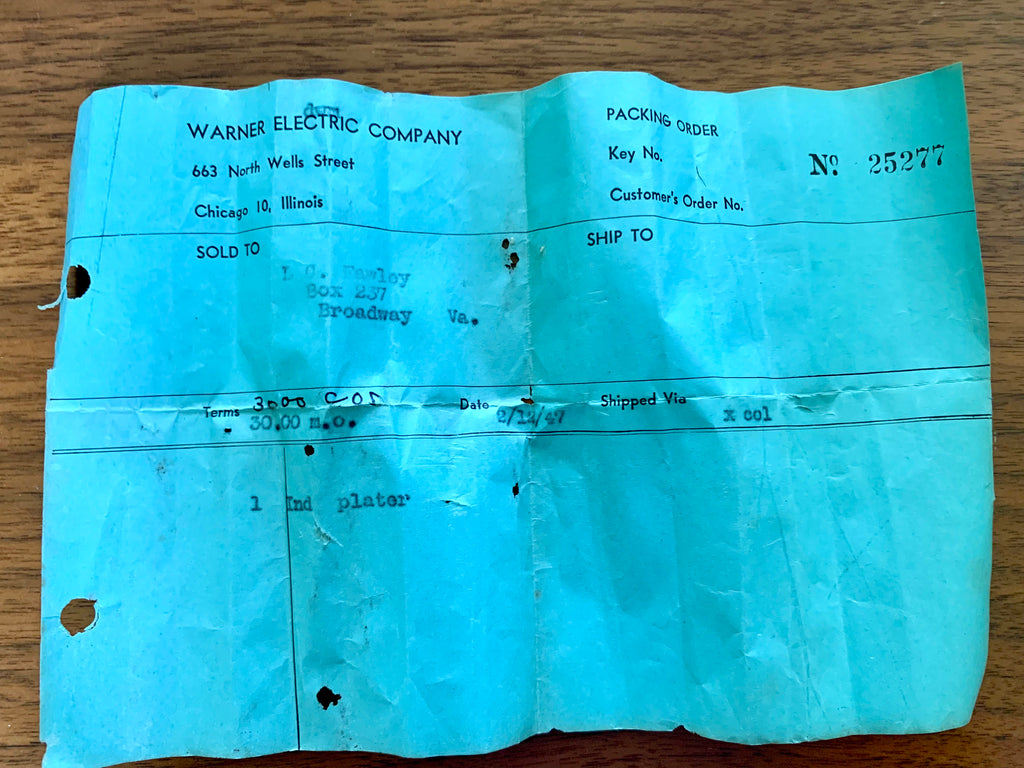 WARNER ELECTRIC COMPANY
663 North Wells Street
Chicago 10, Illinois
PACKING ORDER
Key No.
Customer's Order No.
Nº 25277
SOLD TO
SHIP TO
Box 237
Broadway Va.
Terms 3000 COD
30.00 m.o.
Date 2/12/47
Shipped Via x col
1 Ind plater